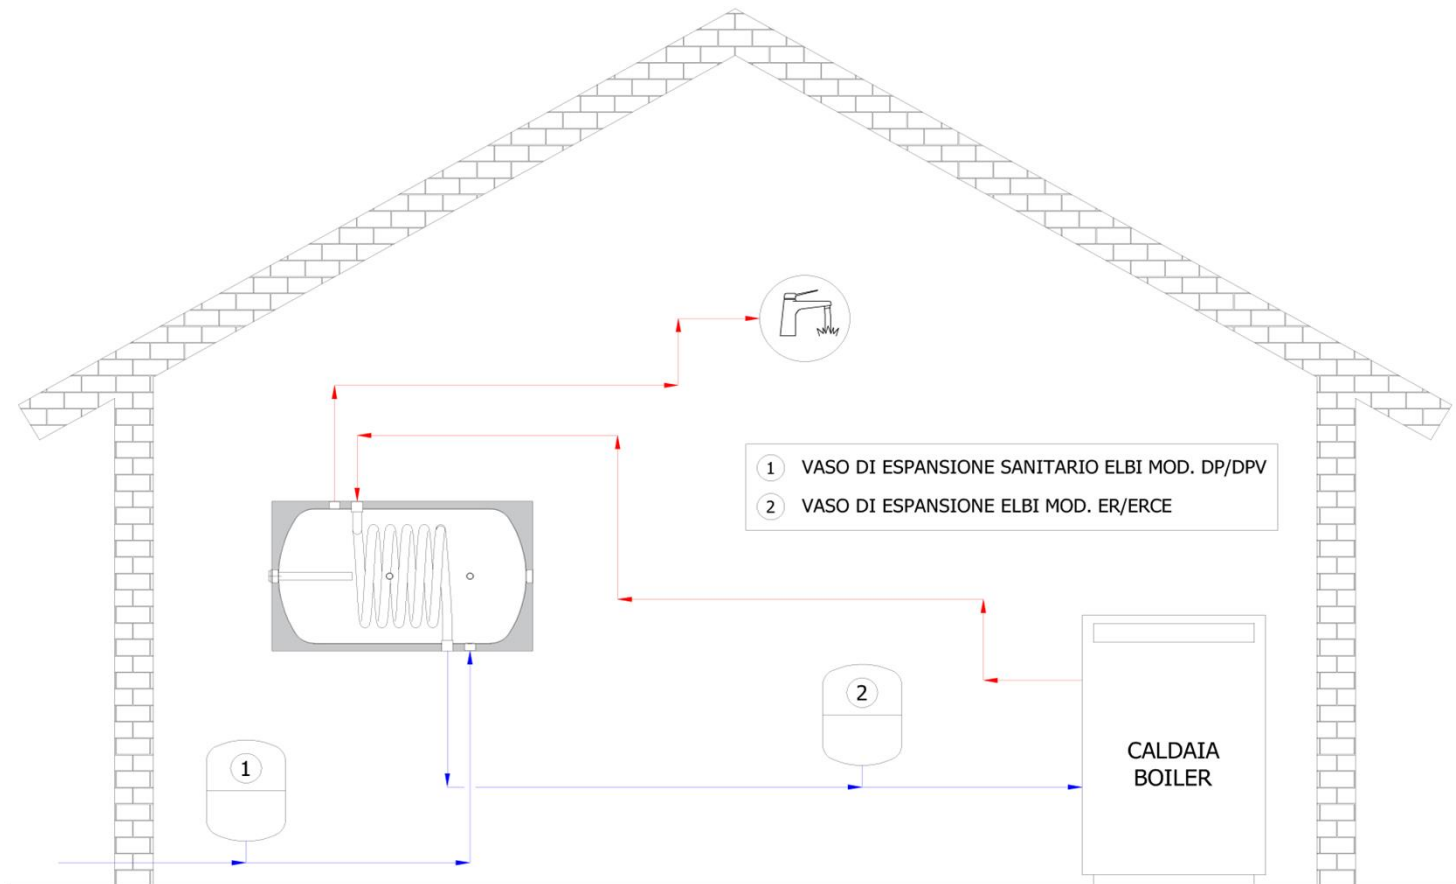 1 VASO DI ESPANSIONE SANITARIO ELBI MOD. DP/DPV
2 VASO DI ESPANSIONE ELBI MOD. ER/ERCE
2
1
CALDAIA
BOILER